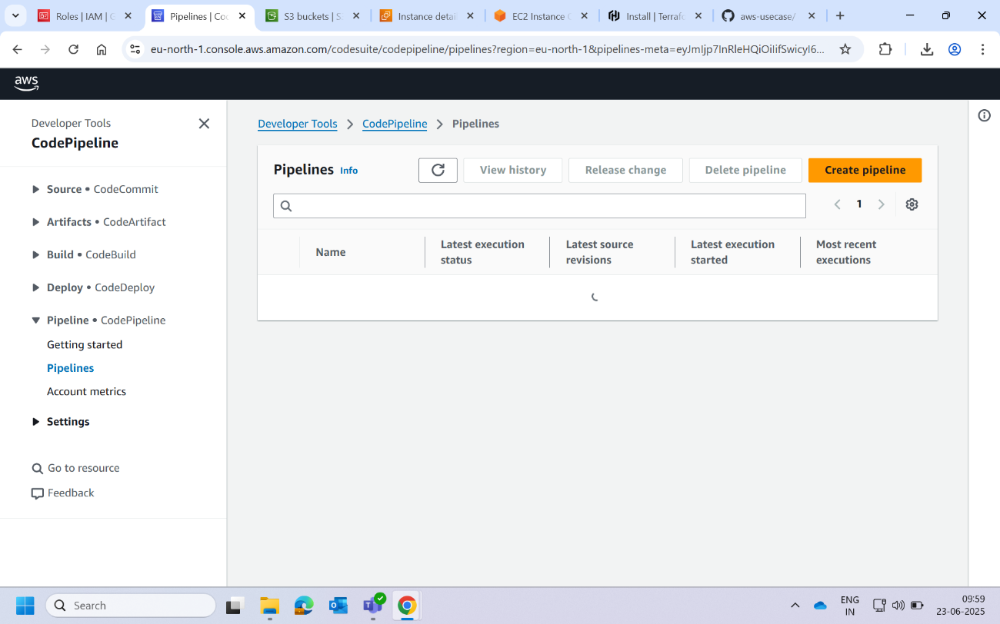 Roles | IAM | G
Pipelines | Co
S3 buckets | S
Instance detai
EC2 Instance C
Install | Terrafo
aws-usecase/
eu-north-1.console.aws.amazon.com/codesuite/codepipeline/pipelines?region=eu-north-1&pipelines-meta=eyJmIjp7InRleHQiOiIifSwicyI6...
aws
Developer Tools
CodePipeline
Source • CodeCommit
Artifacts • CodeArtifact
Build • CodeBuild
Deploy • CodeDeploy
Pipeline • CodePipeline
Getting started
Pipelines
Account metrics
Settings
Go to resource
Feedback
Developer Tools > CodePipeline > Pipelines
Pipelines Info
View history
Release change
Delete pipeline
Create pipeline
1
Name
Latest execution
status
Latest source
revisions
Latest execution
started
Most recent
executions
Search
ENG
IN
09:59
23-06-2025